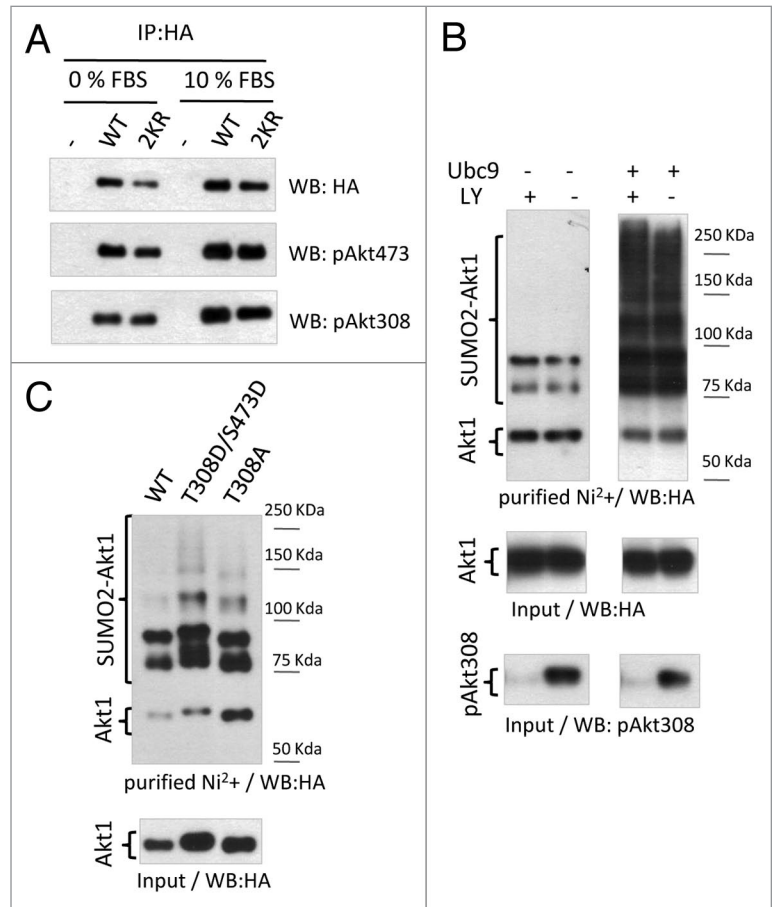 A
IP:HA
0 % FBS 10 % FBS
- WT 2KR - WT 2KR
WB: HA
WB: pAkt473
WB: pAkt308
B
Ubc9 - - + +
LY + - + -
SUMO2-Akt1
Akt1
250 KDa
150 Kda
100 Kda
75 Kda
50 Kda
purified Ni²+/ WB:HA
Akt1
Input / WB:HA
pAkt308
Input / WB: pAkt308
C
WT T308D/S473D T308A
SUMO2-Akt1
Akt1
250 KDa
150 Kda
100 Kda
75 Kda
50 Kda
purified Ni²+ / WB:HA
Akt1
Input / WB:HA